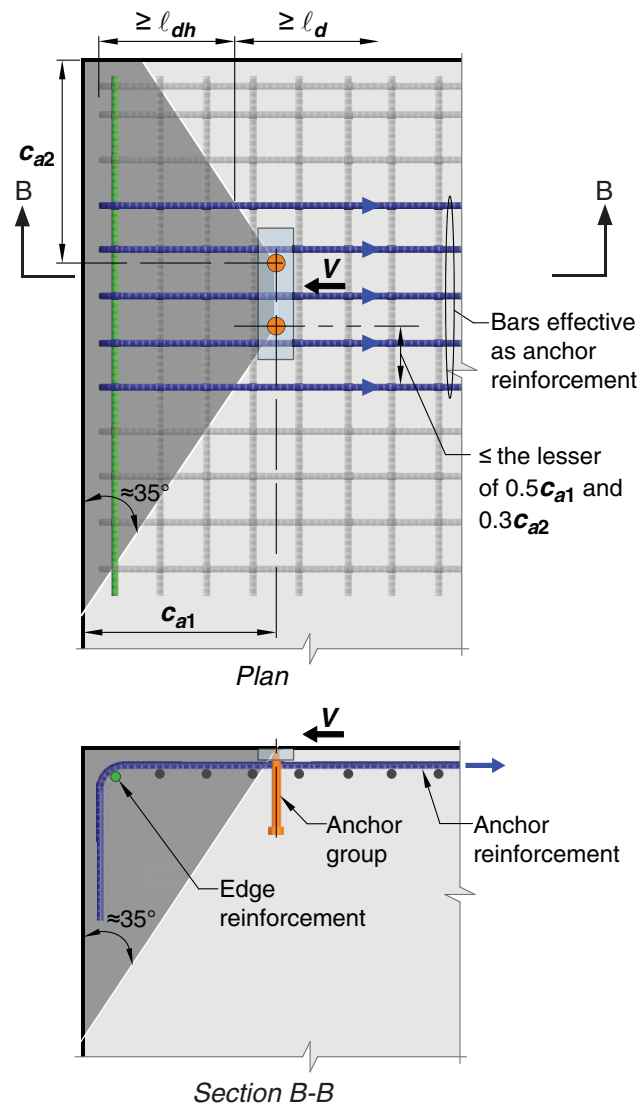 ≥ ℓdh
≥ ℓd
ca2
B
B
V
Bars effective
as anchor
reinforcement
≤ the lesser
of 0.5ca1 and
0.3ca2
≈35°
ca1
Plan
V
Anchor
group
Anchor
reinforcement
Edge
reinforcement
≈35°
Section B-B